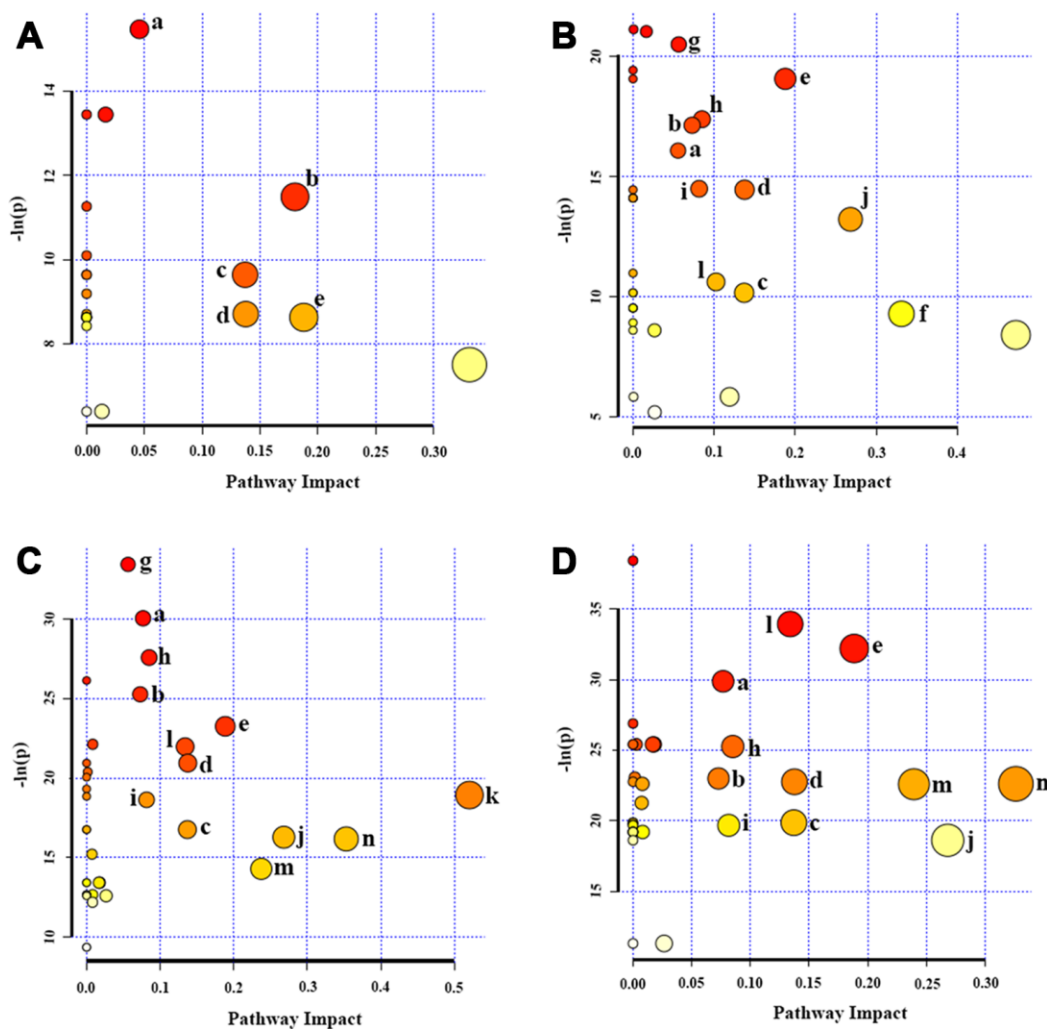 A
a
14
12
b
-ln(p)
10
c
d
e
8
0.00 0.05 0.10 0.15 0.20 0.25 0.30
Pathway Impact
B
20
g
e
h
b
a
15
i
d
j
-ln(p)
l
c
10
f
5
0.0 0.1 0.2 0.3 0.4
Pathway Impact
C
g
30
a
h
b
25
e
l
d
-ln(p)
20
k
i
c
j
n
15
m
10
0.0 0.1 0.2 0.3 0.4 0.5
Pathway Impact
D
35
l
e
30
a
25
h
-ln(p)
b
d
m
n
20
i
c
j
15
0.00 0.05 0.10 0.15 0.20 0.25 0.30
Pathway Impact